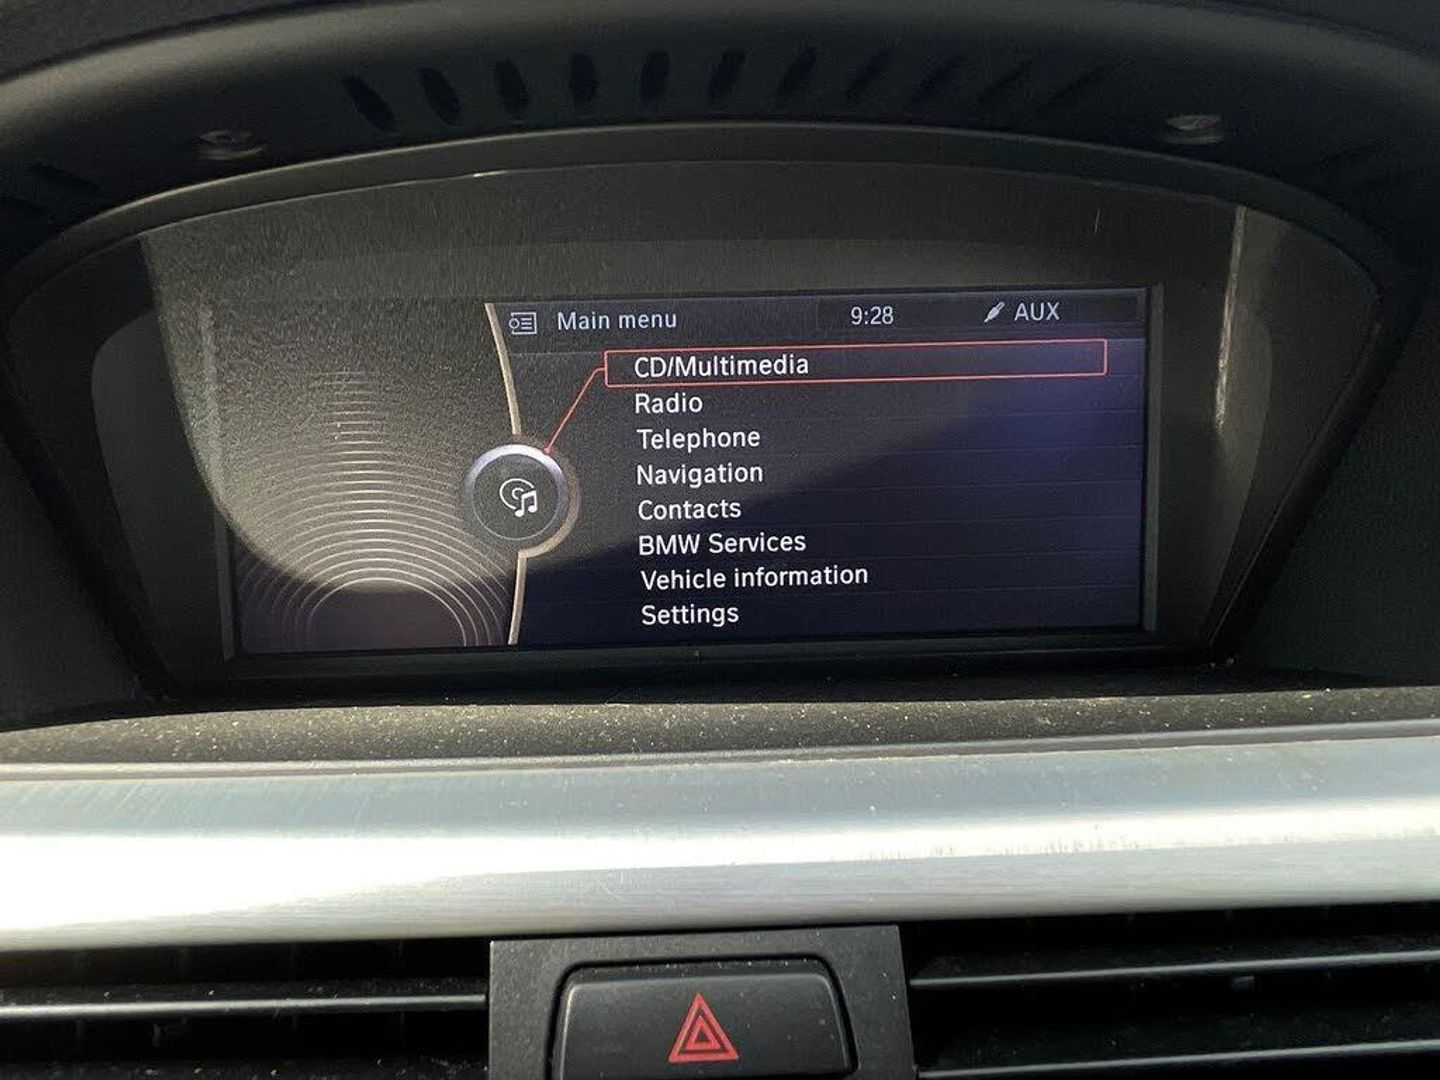 Main menu 9:28 AUX
CD/Multimedia
Radio
Telephone
Navigation
Contacts
BMW Services
Vehicle information
Settings